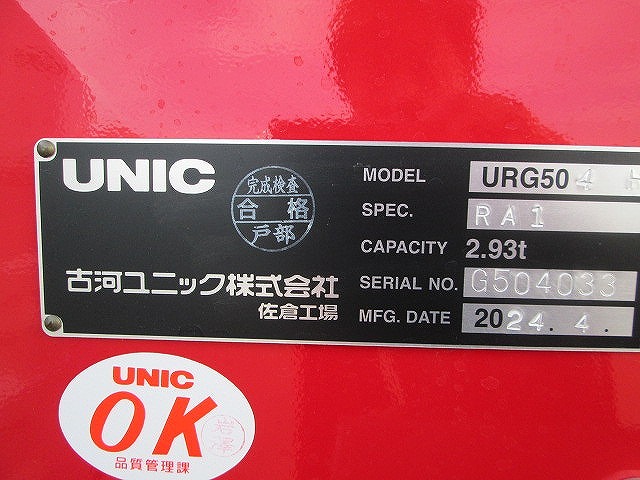 UNIC
完成検査
合格
戸部
古河ユニック株式会社
佐倉工場
MODEL URG504
SPEC. RA1
CAPACITY 2.93t
SERIAL NO. G504033
MFG. DATE 2024.4.
UNIC
OK
岩澤
品質管理課